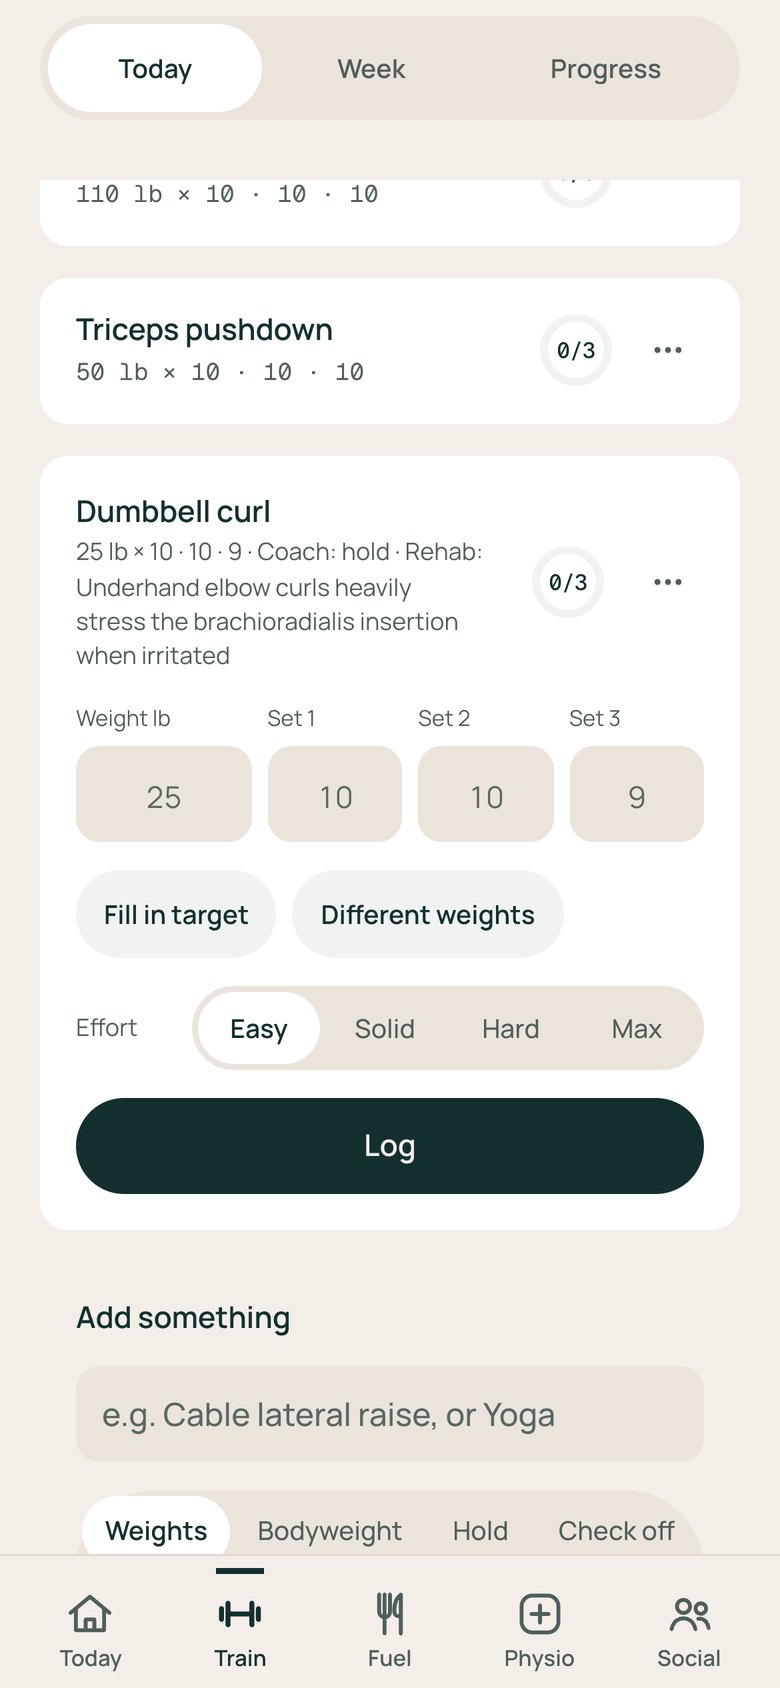 Today
Week
Progress
110 lb × 10 · 10 · 10
Triceps pushdown
50 lb × 10 · 10 · 10
0/3
Dumbbell curl
25 lb × 10 · 10 · 9 · Coach: hold · Rehab:
Underhand elbow curls heavily
stress the brachioradialis insertion
when irritated
0/3
Weight lb
Set 1
Set 2
Set 3
25
10
10
9
Fill in target
Different weights
Effort
Easy
Solid
Hard
Max
Log
Add something
e.g. Cable lateral raise, or Yoga
Weights
Bodyweight
Hold
Check off
Today
Train
Fuel
Physio
Social